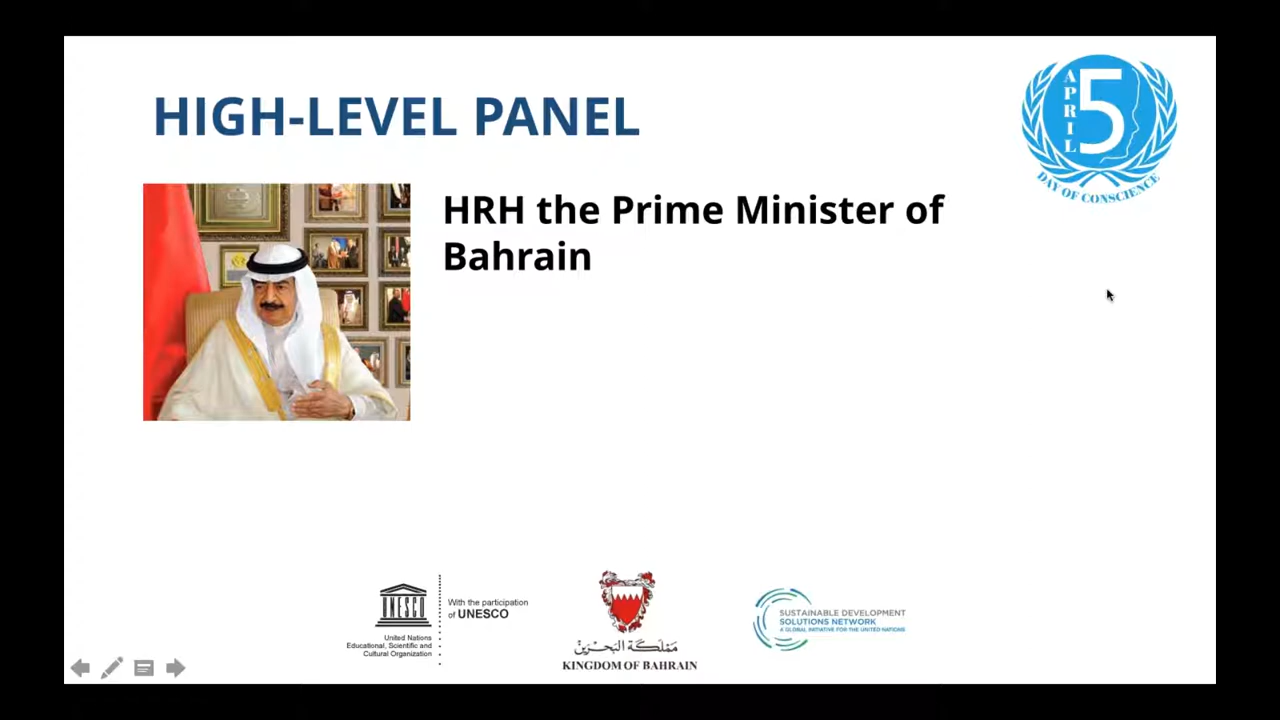 HIGH-LEVEL PANEL
APRIL
5
DAY OF CONSCIENCE
HRH the Prime Minister of
Bahrain
UNESCO
United Nations
Educational, Scientific and
Cultural Organization
With the participation
of UNESCO
مملكة البحرين
KINGDOM OF BAHRAIN
SUSTAINABLE DEVELOPMENT
SOLUTIONS NETWORK
A GLOBAL INITIATIVE FOR THE UNITED NATIONS